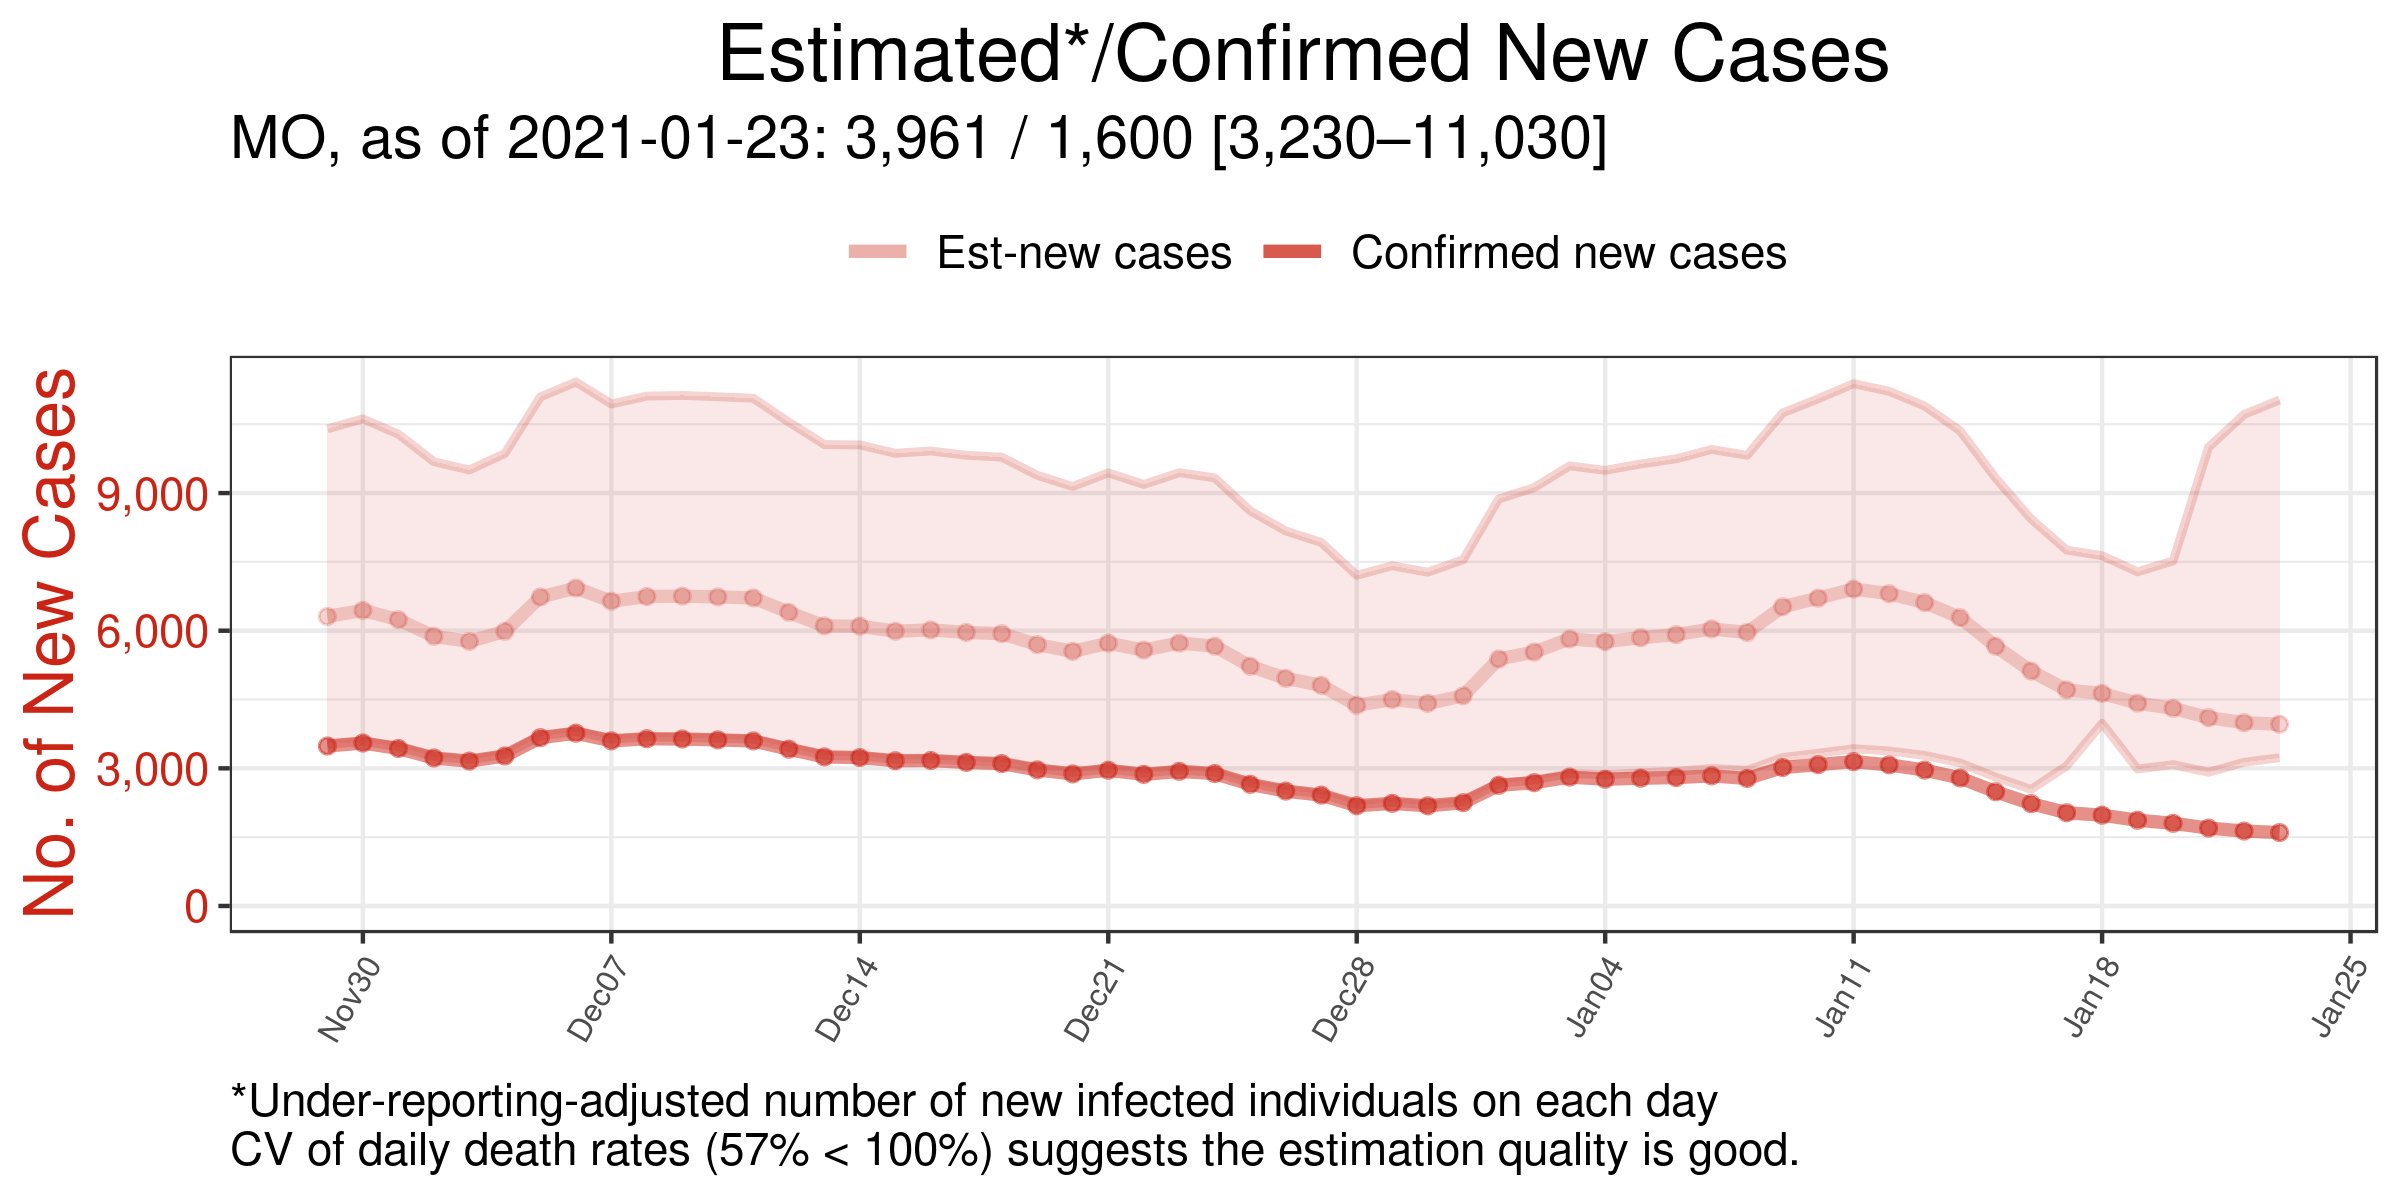 Estimated*/Confirmed New Cases
MO, as of 2021-01-23: 3,961 / 1,600 [3,230–11,030]
Est-new cases
Confirmed new cases
No. of New Cases
9,000
6,000
3,000
0
Nov30
Dec07
Dec14
Dec21
Dec28
Jan04
Jan11
Jan18
Jan25
*Under-reporting-adjusted number of new infected individuals on each day
CV of daily death rates (57% < 100%) suggests the estimation quality is good.